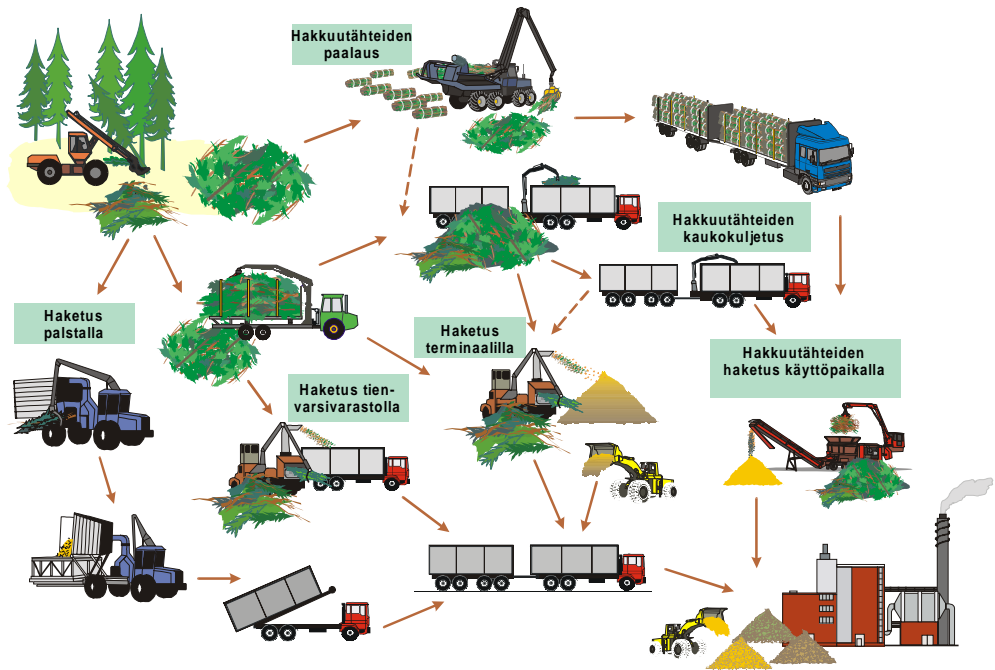 Hakkuutähteiden
paalaus
Hakkuutähteiden
kaukokuljetus
Haketus
palstalla
Haketus
terminaalilla
Hakkuutähteiden
haketus käyttöpaikalla
Haketus tien-
varsivarastolla